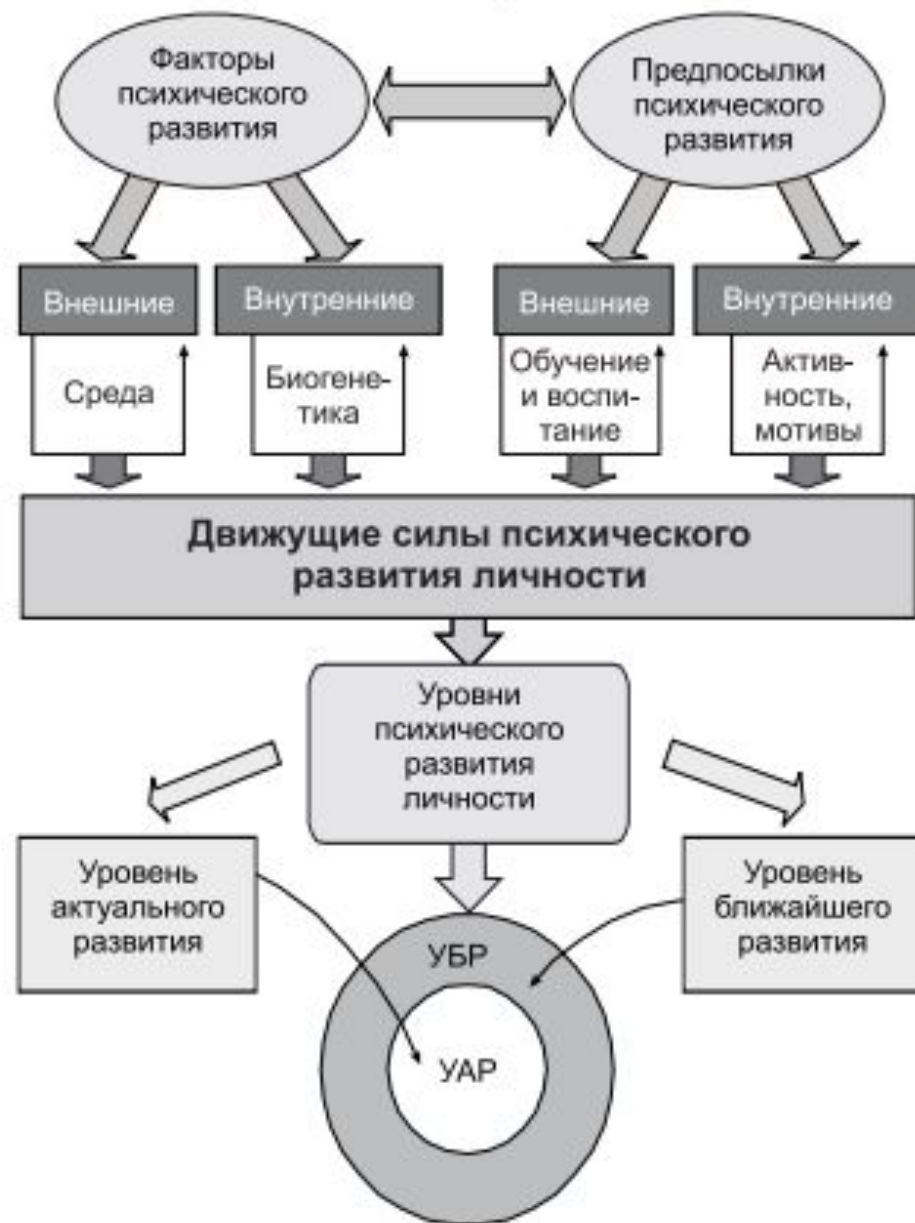 Факторы
психического
развития
Предпосылки
психического
развития
Внешние
Внутренние
Внешние
Внутренние
Среда
Биогене-
тика
Обучение
и воспи-
тание
Актив-
ность,
мотивы
Движущие силы психического
развития личности
Уровни
психического
развития
личности
Уровень
актуального
развития
Уровень
ближайшего
развития
УБР
УАР